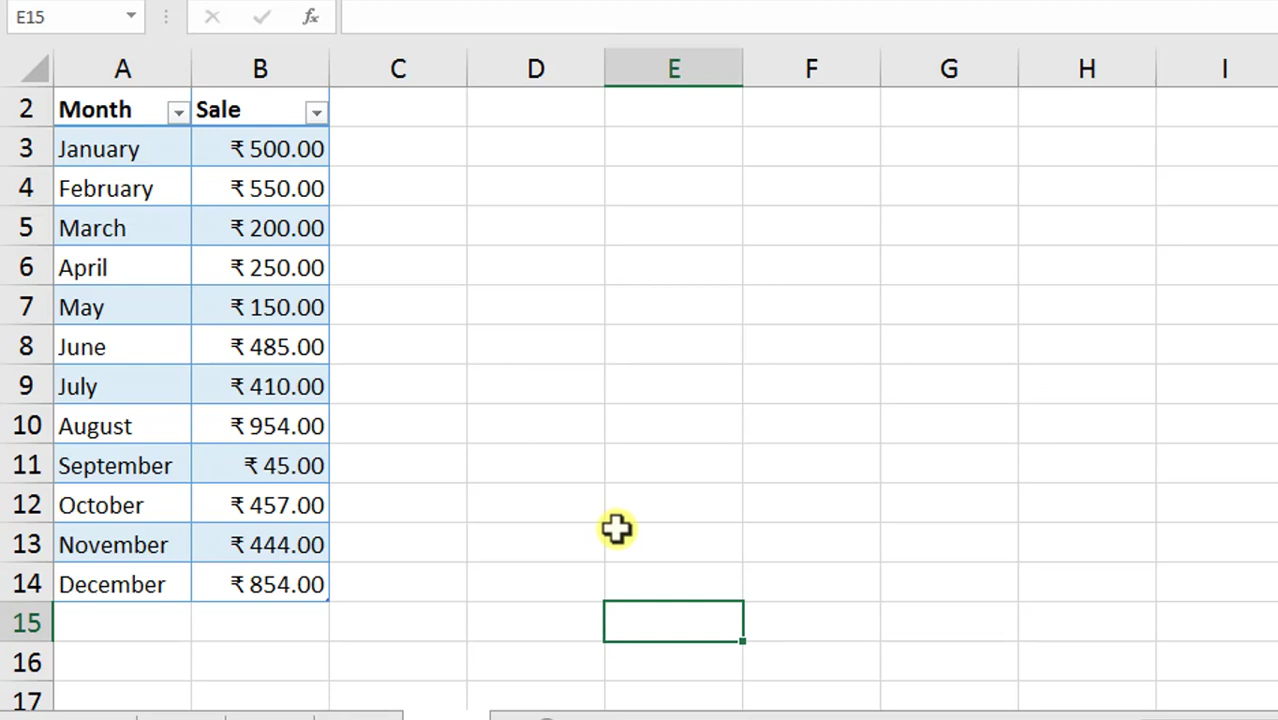 E15 fx
A B C D E F G H I
2 Month Sale
3 January ₹ 500.00
4 February ₹ 550.00
5 March ₹ 200.00
6 April ₹ 250.00
7 May ₹ 150.00
8 June ₹ 485.00
9 July ₹ 410.00
10 August ₹ 954.00
11 September ₹ 45.00
12 October ₹ 457.00
13 November ₹ 444.00
14 December ₹ 854.00
15
16
17